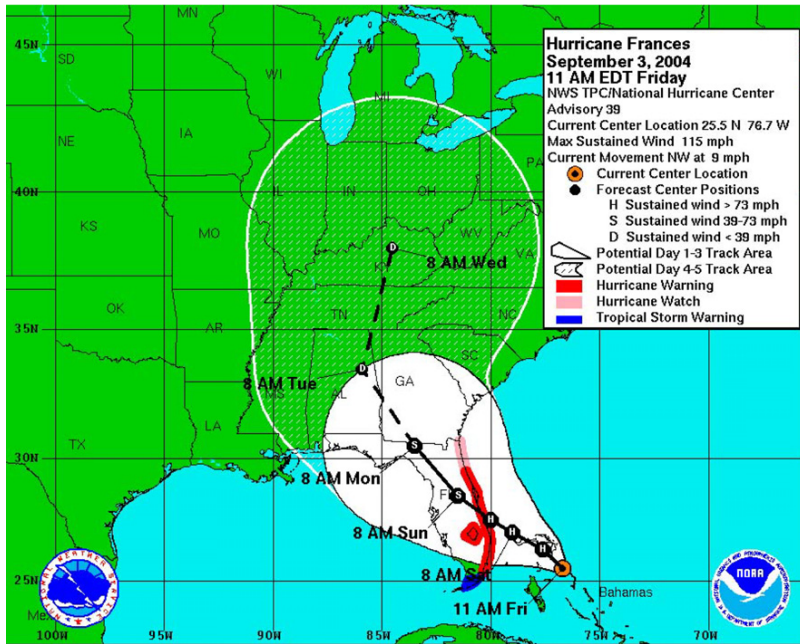 Hurricane Frances
September 3, 2004
11 AM EDT Friday
NWS TPC/National Hurricane Center
Advisory 39
Current Center Location 25.5 N 76.7 W
Max Sustained Wind 115 mph
Current Movement NW at 9 mph
Current Center Location
Forecast Center Positions
H Sustained wind > 73 mph
S Sustained wind 39-73 mph
D Sustained wind < 39 mph
Potential Day 1-3 Track Area
Potential Day 4-5 Track Area
Hurricane Warning
Hurricane Watch
Tropical Storm Warning
MN
45N
SD
WI
MI
IA
NE
PA
40N
IL
IN
OH
KS
MO
WV
VA
D
8 AM Wed
KY
OK
TN
NC
35N
AR
SC
D
GA
8 AM Tue
MS
AL
LA
TX
S
30N
8 AM Mon
FL
S
H
8 AM Sun
H
H
8 AM Sat
25N
Bahamas
11 AM Fri
NATIONAL WEATHER SERVICE
NOAA
100W
95W
90W
85W
80W
75W
70W